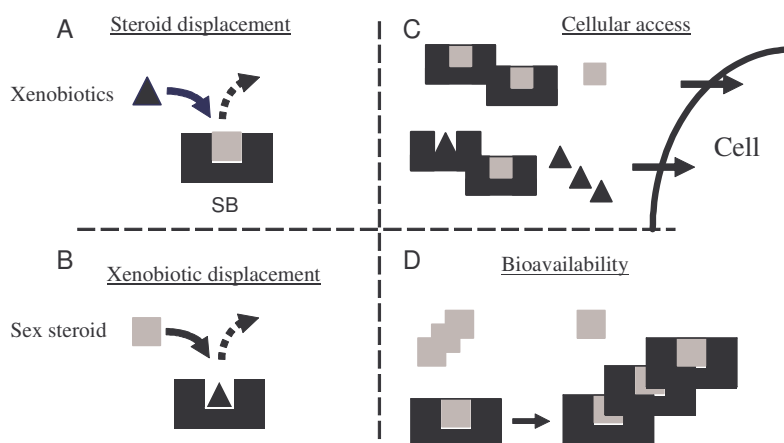 A
Steroid displacement
Xenobiotics
SB
B
Xenobiotic displacement
Sex steroid
C
Cellular access
Cell
D
Bioavailability